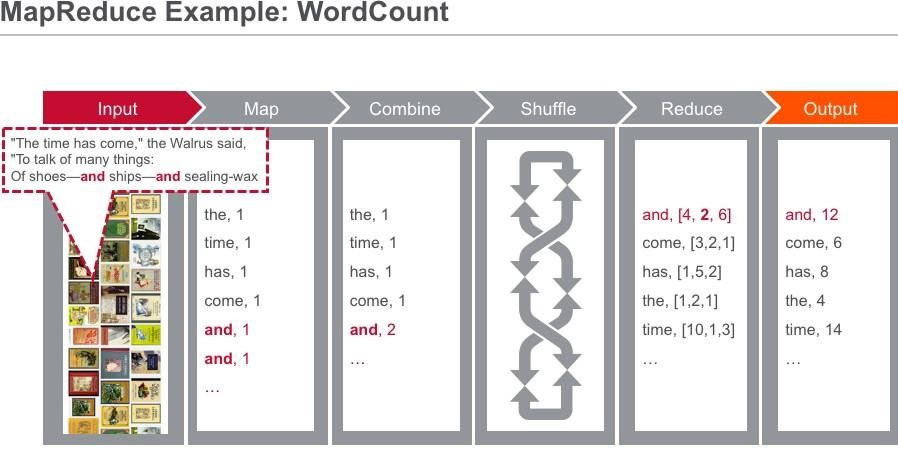 MapReduce Example: WordCount
Input
Map
Combine
Shuffle
Reduce
Output
"The time has come," the Walrus said,
"To talk of many things:
Of shoes—and ships—and sealing-wax
the, 1
time, 1
has, 1
come, 1
and, 1
and, 1
…
the, 1
time, 1
has, 1
come, 1
and, 2
…
and, [4, 2, 6]
come, [3,2,1]
has, [1,5,2]
the, [1,2,1]
time, [10,1,3]
…
and, 12
come, 6
has, 8
the, 4
time, 14
…